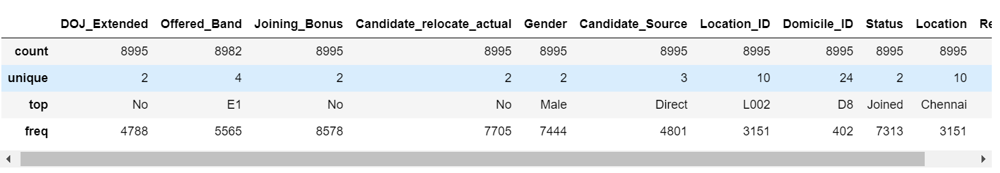 DOJ_Extended Offered_Band Joining_Bonus Candidate_relocate_actual Gender Candidate_Source Location_ID Domicile_ID Status Location Re
count 8995 8982 8995 8995 8995 8995 8995 8995 8995 8995
unique 2 4 2 2 2 3 10 24 2 10
top No E1 No No Male Direct L002 D8 Joined Chennai
freq 4788 5565 8578 7705 7444 4801 3151 402 7313 3151